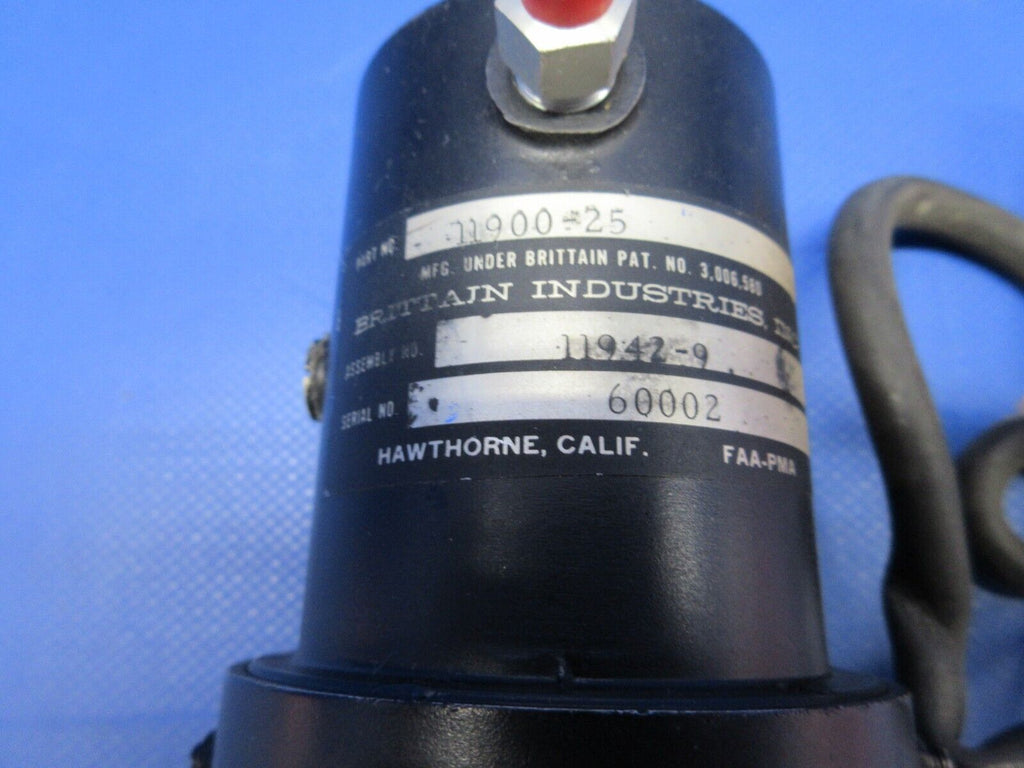 PART NO. 11900-25
MFG. UNDER BRITTAIN PAT. NO. 3,006,580
BRITTAIN INDUSTRIES,
ASSEMBLY NO. 11942-9
SERIAL NO. 60002
HAWTHORNE, CALIF. FAA-PMA